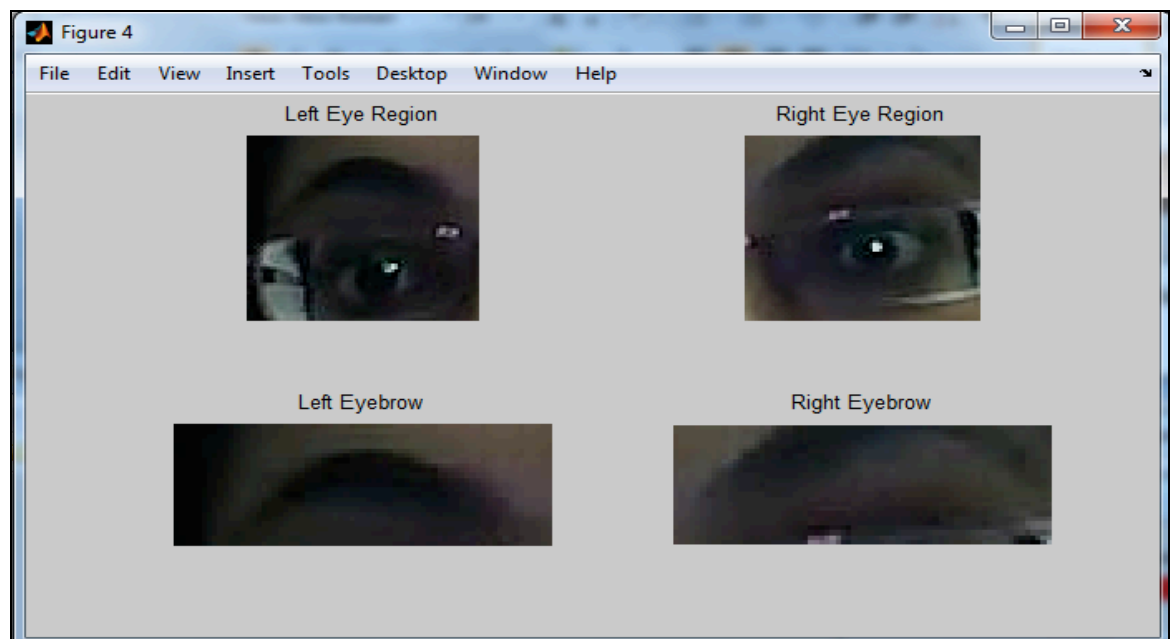 Figure 4
File Edit View Insert Tools Desktop Window Help
Left Eye Region Right Eye Region
Left Eyebrow Right Eyebrow